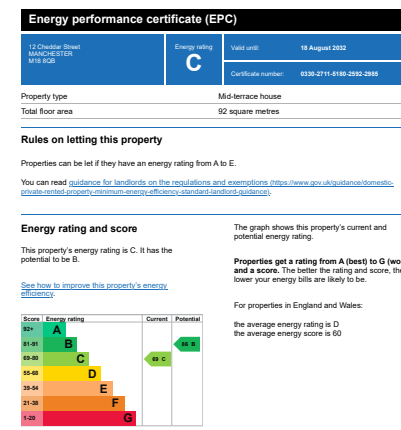 Energy performance certificate (EPC)
12 Cheddar Street
MANCHESTER
M18 8QB
Energy rating
C
Valid until: 18 August 2032
Certificate number: 0330-2711-5180-2592-2985
Property type Mid-terrace house
Total floor area 92 square metres
Rules on letting this property
Properties can be let if they have an energy rating from A to E.
You can read guidance for landlords on the regulations and exemptions (https://www.gov.uk/guidance/domestic-
private-rented-property-minimum-energy-efficiency-standard-landlord-guidance).
Energy rating and score
This property's energy rating is C. It has the
potential to be B.
See how to improve this property's energy
efficiency.
Score Energy rating Current Potential
92+ A
81-91 B 86 B
69-80 C 69 C
55-68 D
39-54 E
21-38 F
1-20 G
The graph shows this property's current and
potential energy rating.
Properties get a rating from A (best) to G (wo
and a score. The better the rating and score, the
lower your energy bills are likely to be.
For properties in England and Wales:
the average energy rating is D
the average energy score is 60